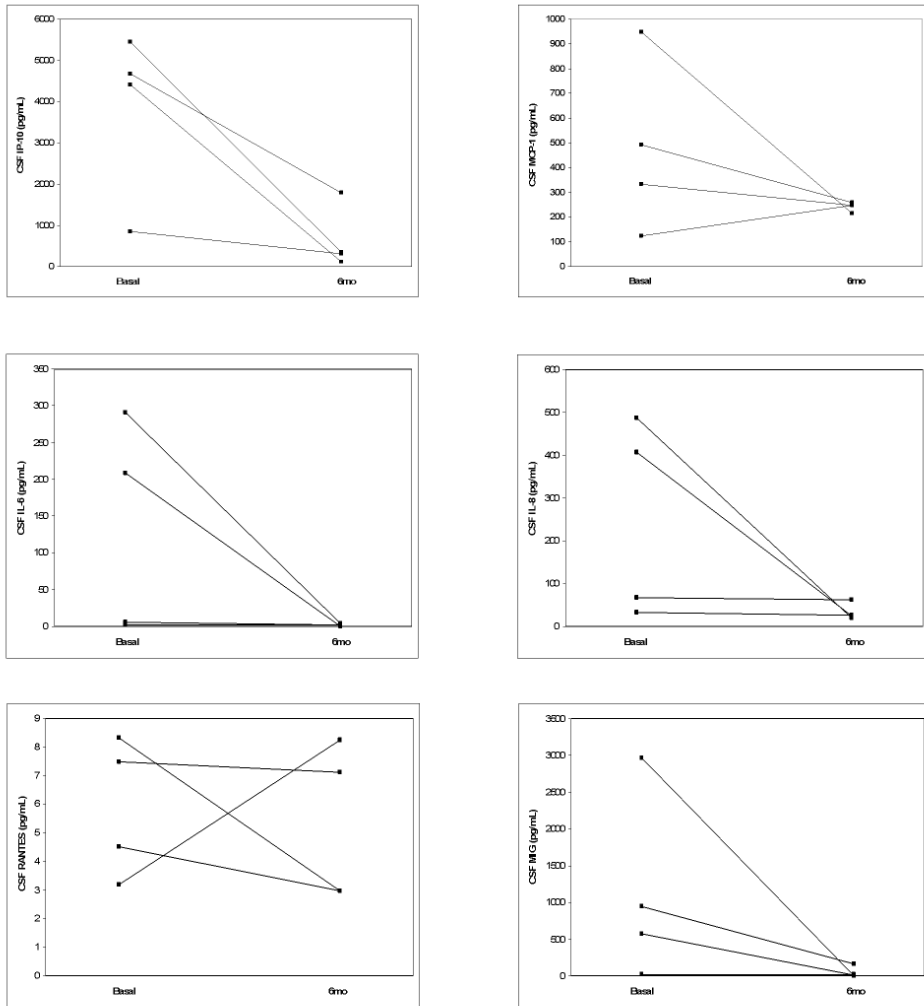 6000
5000
4000
3000
2000
1000
0
CSF IP-10 (pg/mL)
Basal
6mo
1000
900
800
700
600
500
400
300
200
100
0
CSF MCP-1 (pg/mL)
Basal
6mo
350
300
250
200
150
100
50
0
CSF IL-6 (pg/mL)
Basal
6mo
600
500
400
300
200
100
0
CSF IL-8 (pg/mL)
Basal
6mo
9
8
7
6
5
4
3
2
1
0
CSF RANTES (pg/mL)
Basal
6mo
3500
3000
2500
2000
1500
1000
500
0
CSF MIG (pg/mL)
Basal
6mo